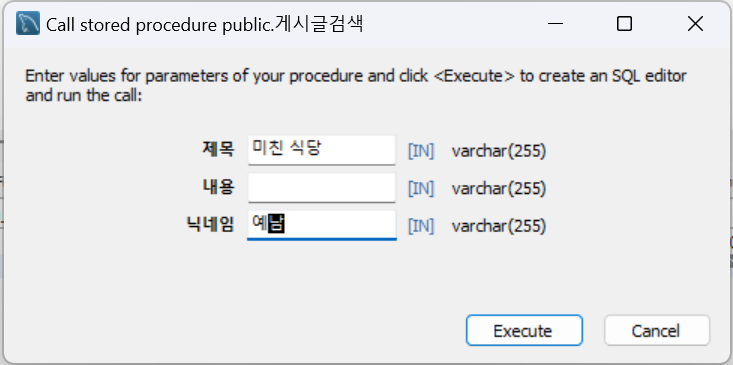 Call stored procedure public.게시글검색
Enter values for parameters of your procedure and click <Execute> to create an SQL editor
and run the call:
제목 미친 식당 [IN] varchar(255)
내용 [IN] varchar(255)
닉네임 예남 [IN] varchar(255)
Execute Cancel